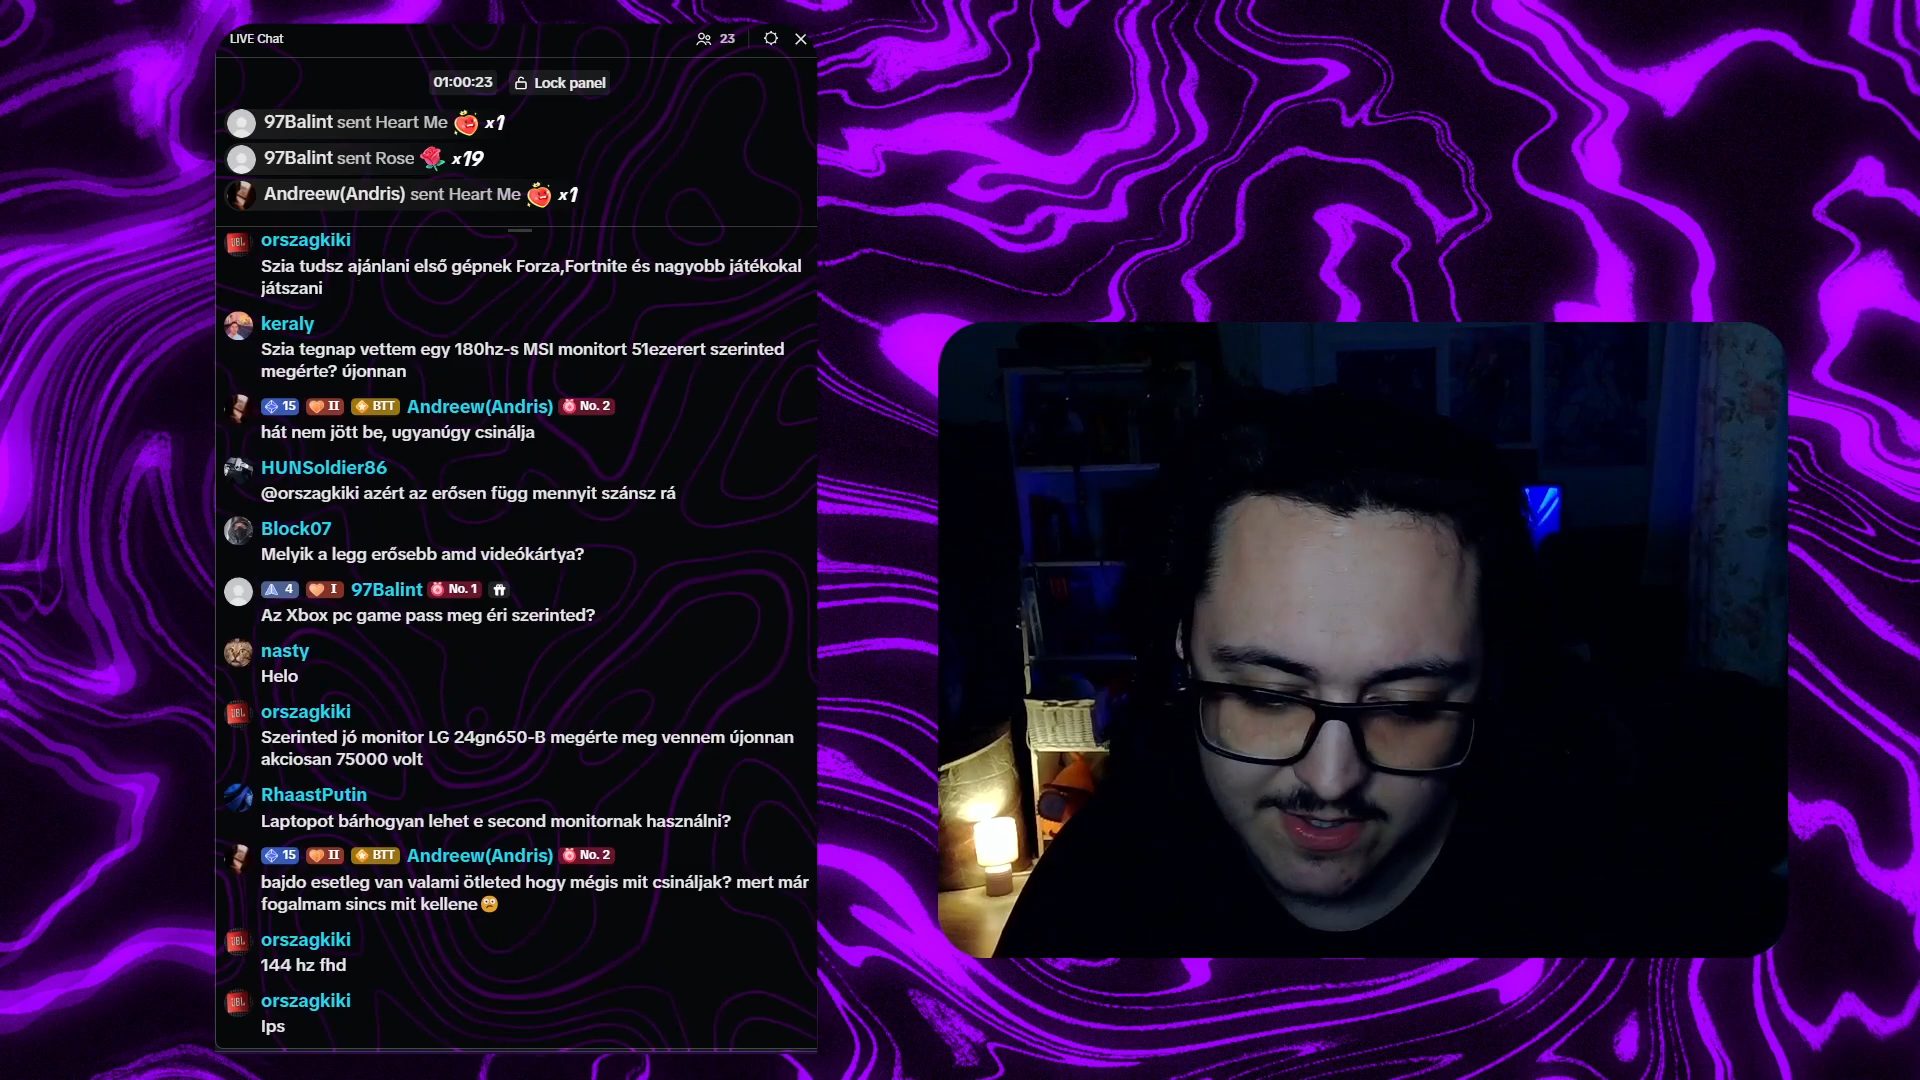 LIVE Chat
23
01:00:23
Lock panel
97Balint sent Heart Me x1
97Balint sent Rose x19
Andreew(Andris) sent Heart Me x1
orszagkiki
Szia tudsz ajánlani első gépnek Forza,Fortnite és nagyobb játékokal
játszani
keraly
Szia tegnap vettem egy 180hz-s MSI monitort 51ezerert szerinted
megérte? újonnan
15 II BTT Andreew(Andris) No. 2
hát nem jött be, ugyanúgy csinálja
HUNSoldier86
@orszagkiki azért az erősen függ mennyit szánsz rá
Block07
Melyik a legg erősebb amd videókártya?
4 I 97Balint No. 1
Az Xbox pc game pass meg éri szerinted?
nasty
Helo
orszagkiki
Szerinted jó monitor LG 24gn650-B megérte meg vennem újonnan
akciosan 75000 volt
RhaastPutin
Laptopot bárhogyan lehet e second monitornak használni?
15 II BTT Andreew(Andris) No. 2
bajdo esetleg van valami ötleted hogy mégis mit csináljak? mert már
fogalmam sincs mit kellene
orszagkiki
144 hz fhd
orszagkiki
Ips